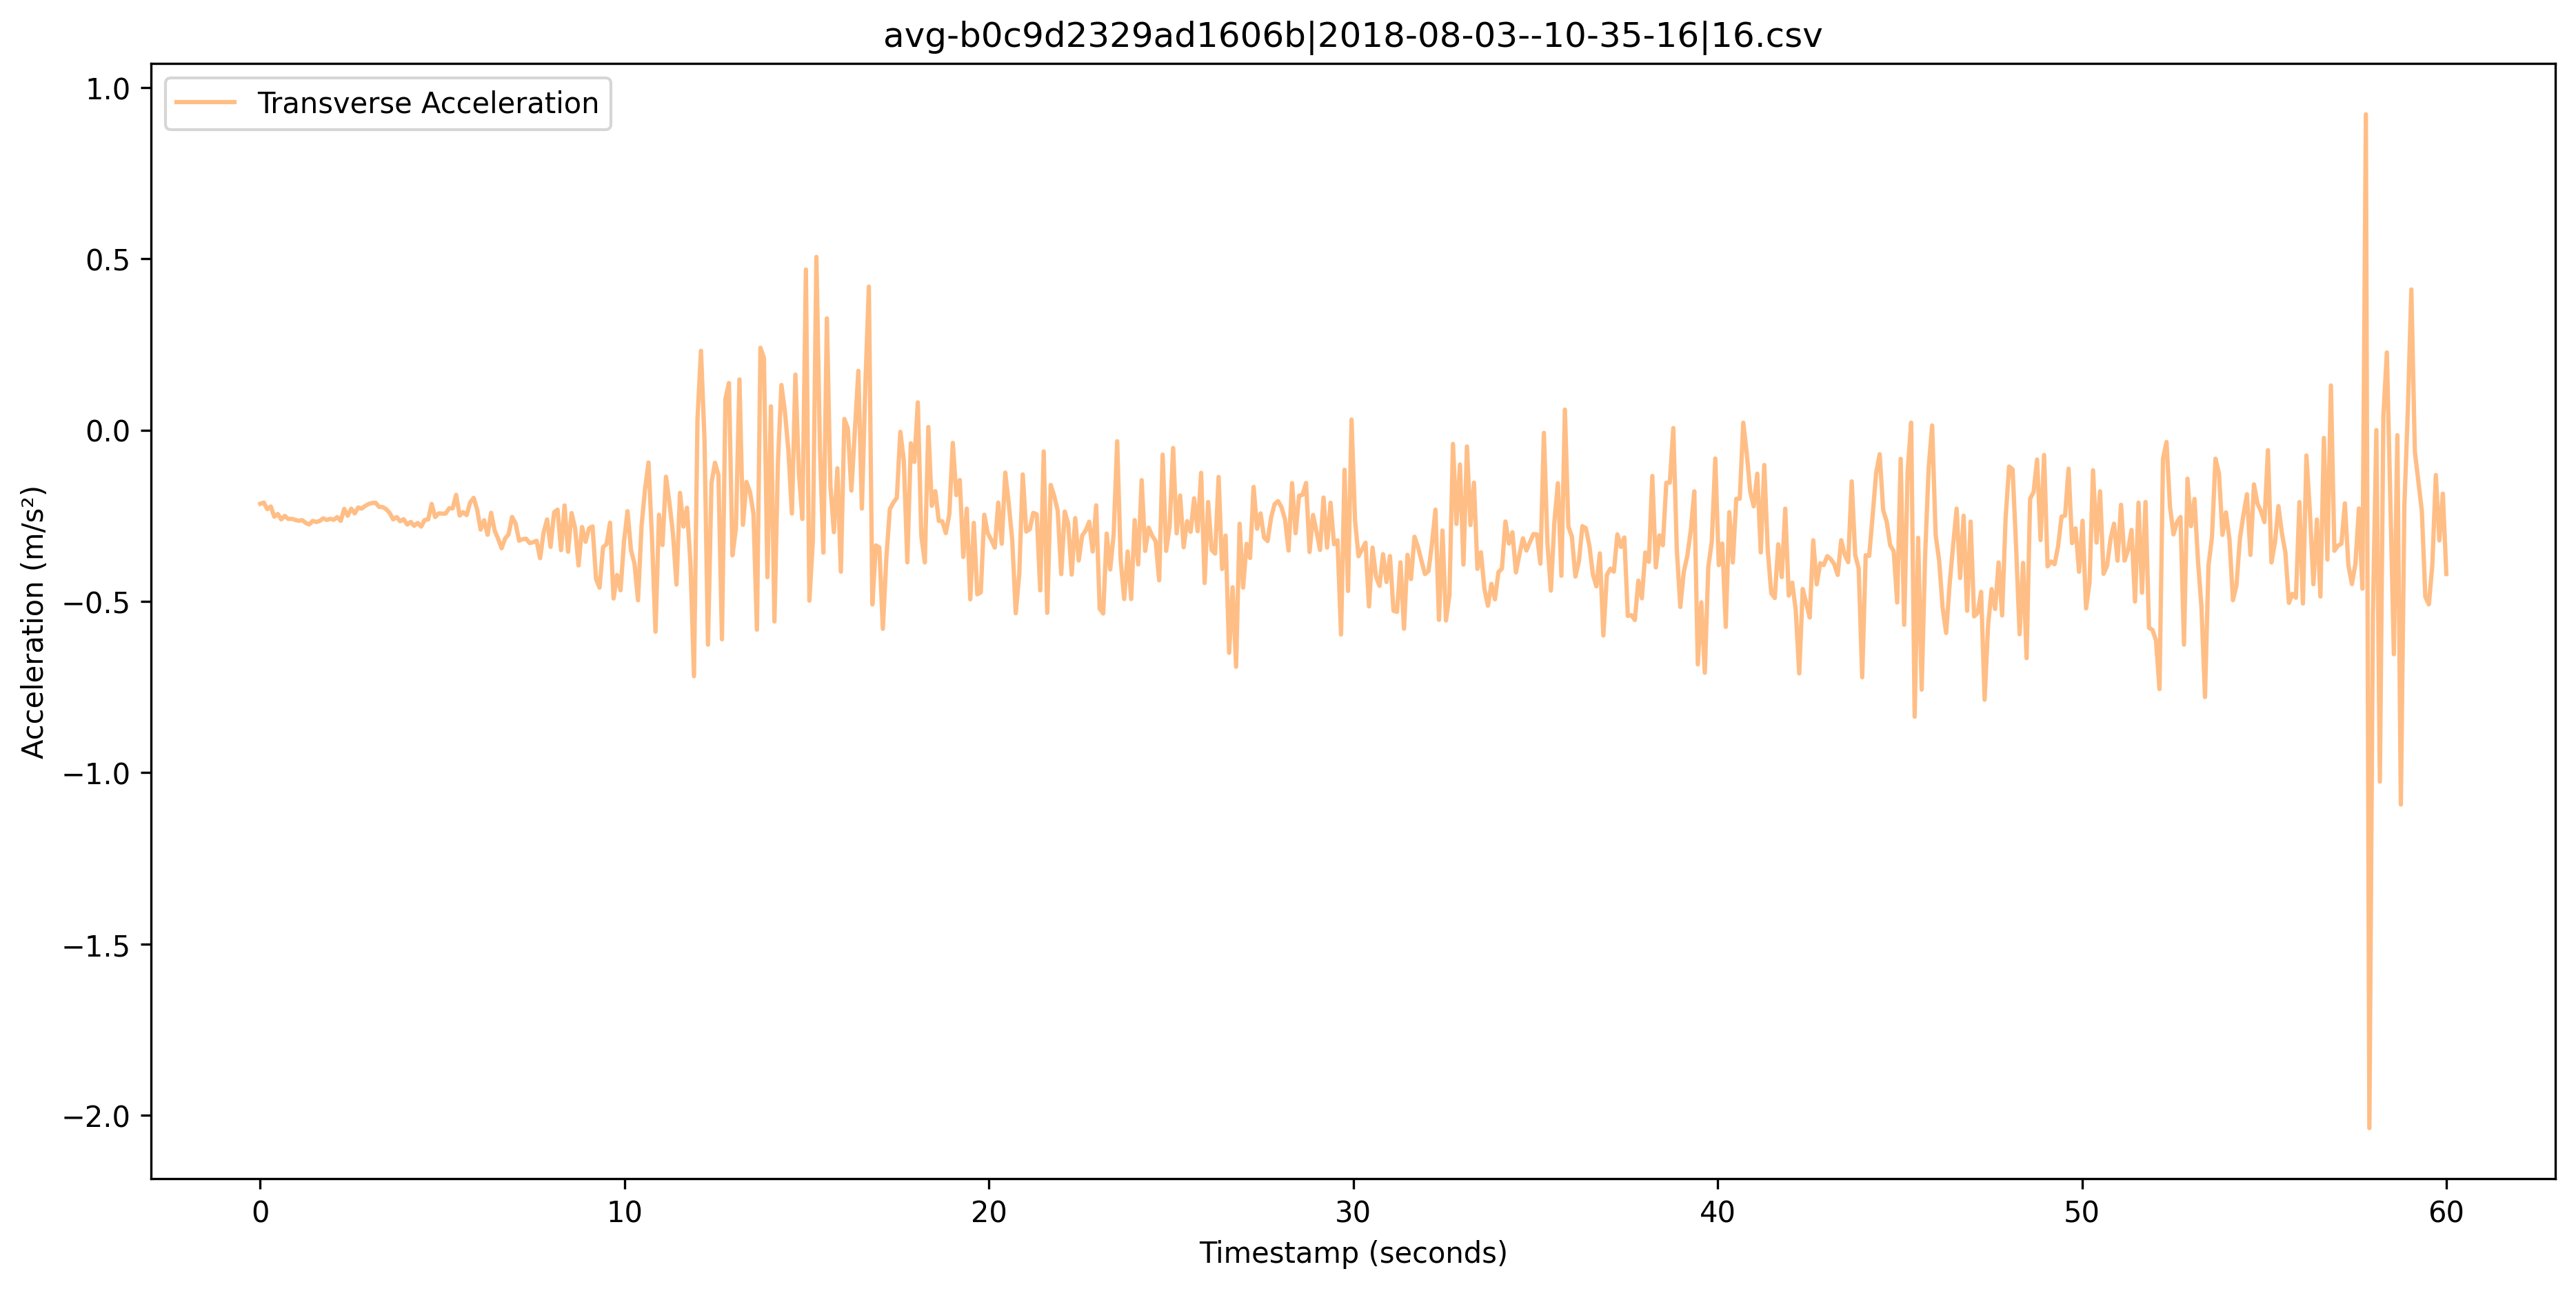 avg-b0c9d2329ad1606b|2018-08-03--10-35-16|16.csv
Transverse Acceleration
1.0
0.5
0.0
−0.5
−1.0
−1.5
−2.0
Acceleration (m/s²)
0 10 20 30 40 50 60
Timestamp (seconds)